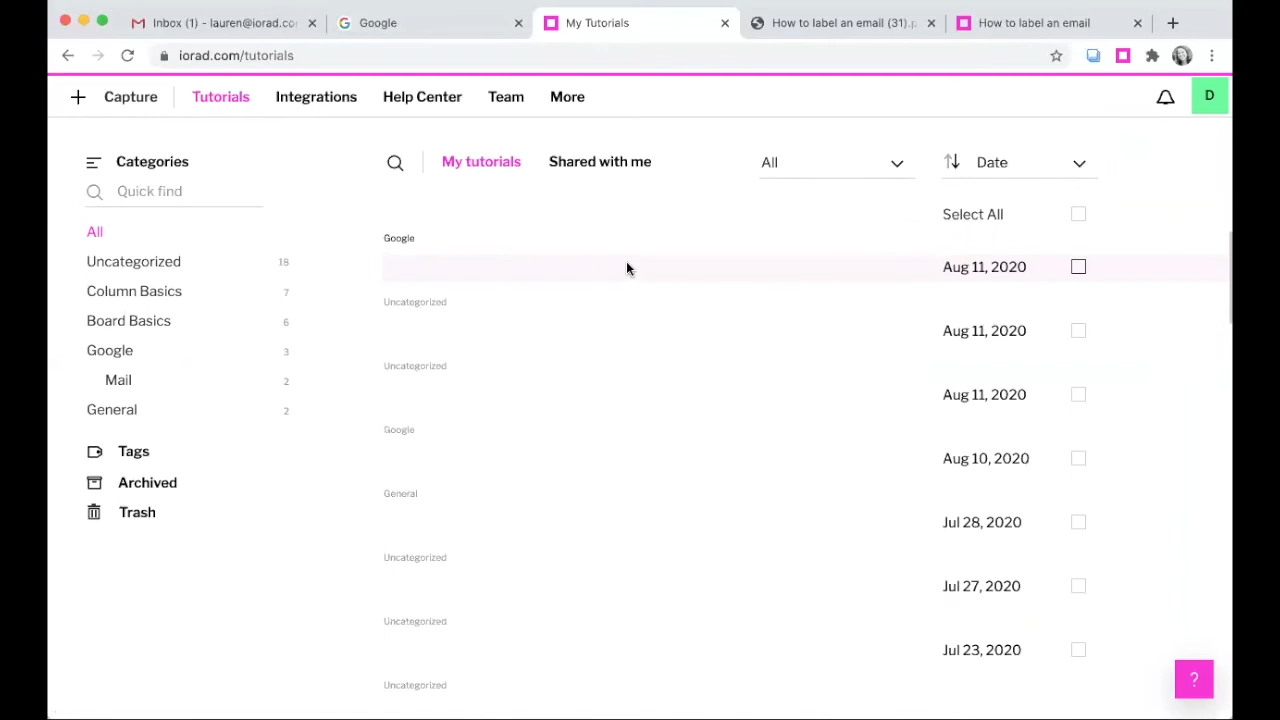 Inbox (1) - lauren@iorad.co
Google
My Tutorials
How to label an email (31).p
How to label an email
iorad.com/tutorials
Capture
Tutorials
Integrations
Help Center
Team
More
D
Categories
Quick find
All
Uncategorized 18
Column Basics 7
Board Basics 6
Google 3
Mail 2
General 2
Tags
Archived
Trash
My tutorials
Shared with me
All
Date
Select All
Google
Aug 11, 2020
Uncategorized
Aug 11, 2020
Uncategorized
Aug 11, 2020
Google
Aug 10, 2020
General
Jul 28, 2020
Uncategorized
Jul 27, 2020
Uncategorized
Jul 23, 2020
Uncategorized
?